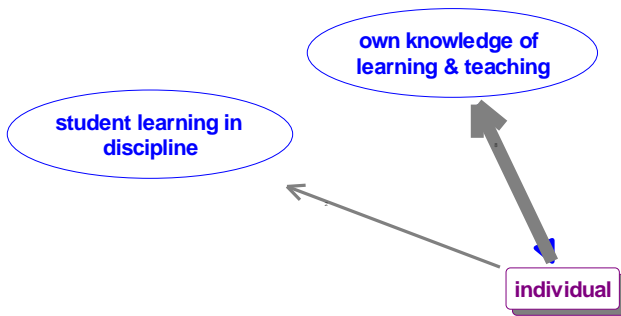 own knowledge of
learning & teaching
student learning in
discipline
individual